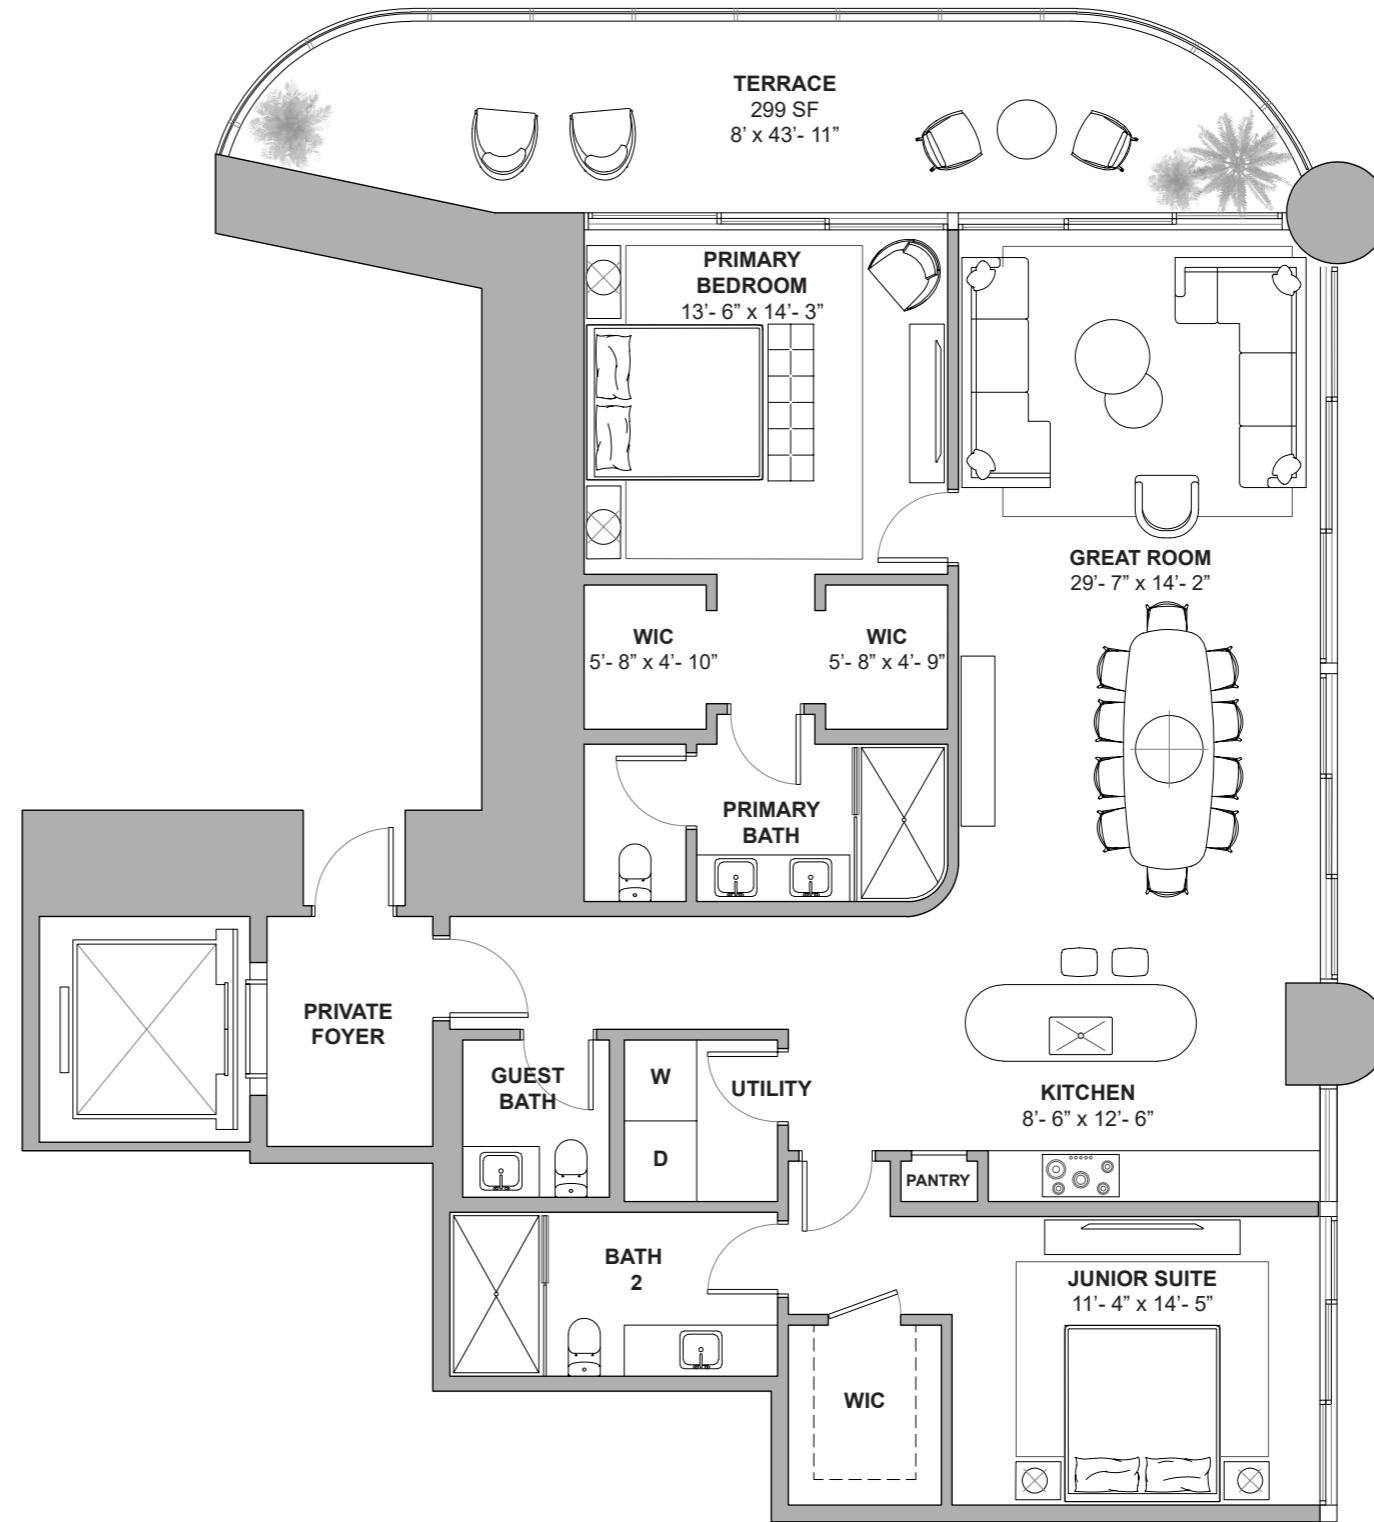 TERRACE
299 SF
8’ x 43’- 11”
PRIMARY
BEDROOM
13’- 6” x 14’- 3”
GREAT ROOM
29’- 7” x 14’- 2”
WIC
5’- 8” x 4’- 10”
WIC
5’- 8” x 4’- 9”
PRIMARY
BATH
PRIVATE
FOYER
GUEST
BATH
W
D
UTILITY
KITCHEN
8’- 6” x 12’- 6”
PANTRY
BATH
2
JUNIOR SUITE
11’- 4” x 14’- 5”
WIC